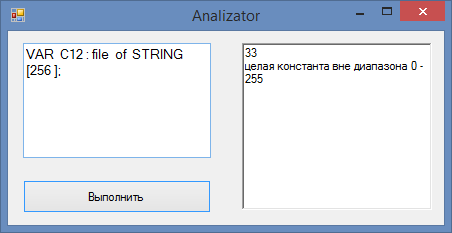 Analizator
VAR C12 : file of STRING
[256 ];
33
целая константа вне диапазона 0 -
255
Выполнить